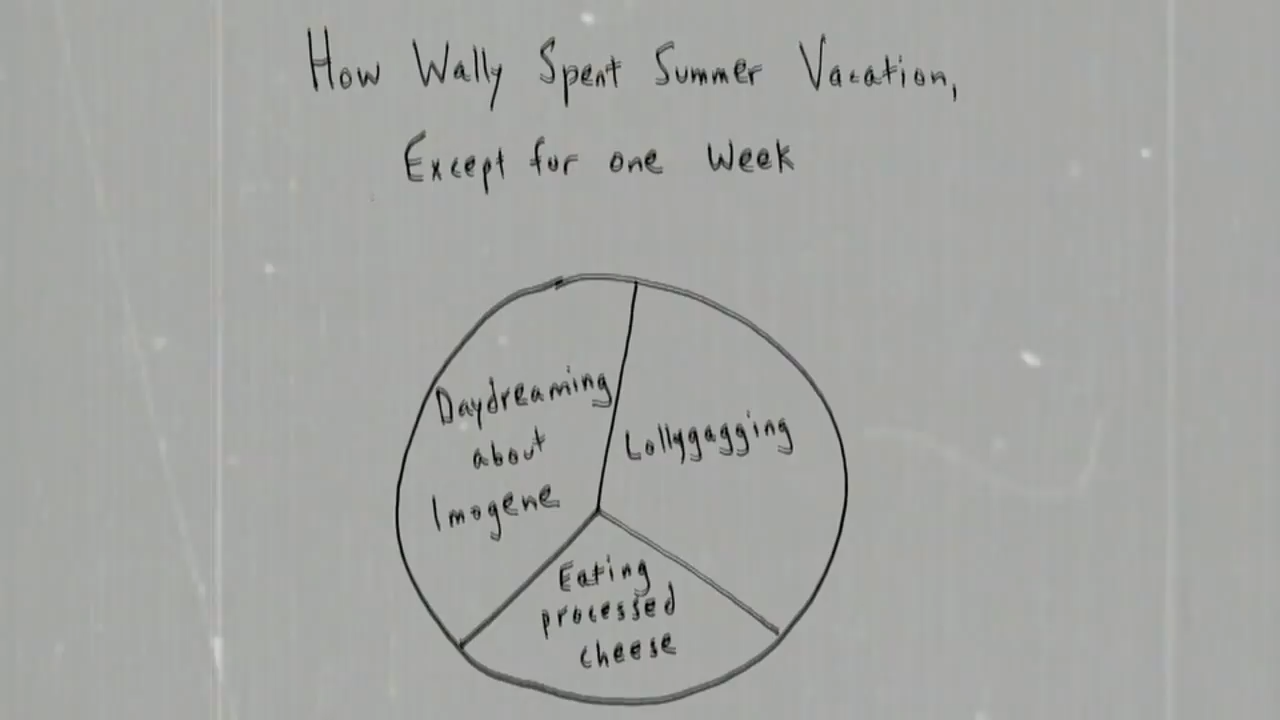 How Wally Spent Summer Vacation,
Except for one Week
Daydreaming
about
Imogene
Lollygagging
Eating
processed
cheese